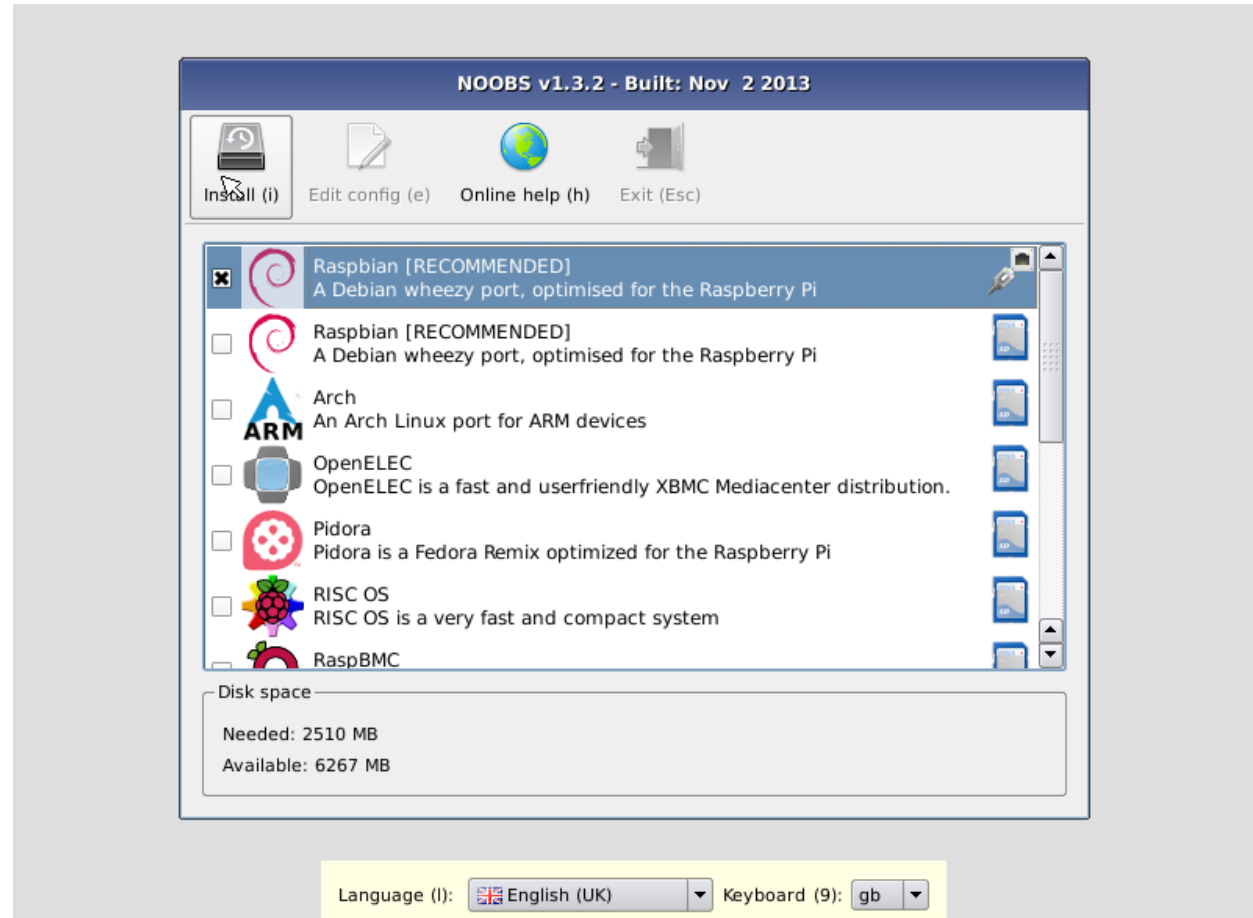 NOOBS v1.3.2 - Built: Nov  2 2013
Install (i)
Edit config (e)
Online help (h)
Exit (Esc)
Raspbian [RECOMMENDED]
A Debian wheezy port, optimised for the Raspberry Pi
Raspbian [RECOMMENDED]
A Debian wheezy port, optimised for the Raspberry Pi
Arch
ARM
An Arch Linux port for ARM devices
OpenELEC
OpenELEC is a fast and userfriendly XBMC Mediacenter distribution.
Pidora
Pidora is a Fedora Remix optimized for the Raspberry Pi
RISC OS
RISC OS is a very fast and compact system
RaspBMC
Disk space
Needed: 2510 MB
Available: 6267 MB
Language (l): English (UK) Keyboard (9): gb